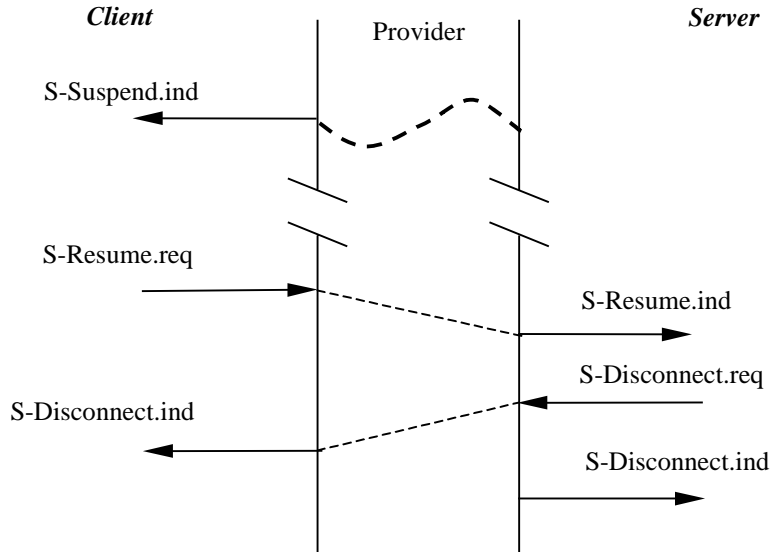 Client
Provider
Server
S-Suspend.ind
S-Resume.req
S-Resume.ind
S-Disconnect.req
S-Disconnect.ind
S-Disconnect.ind